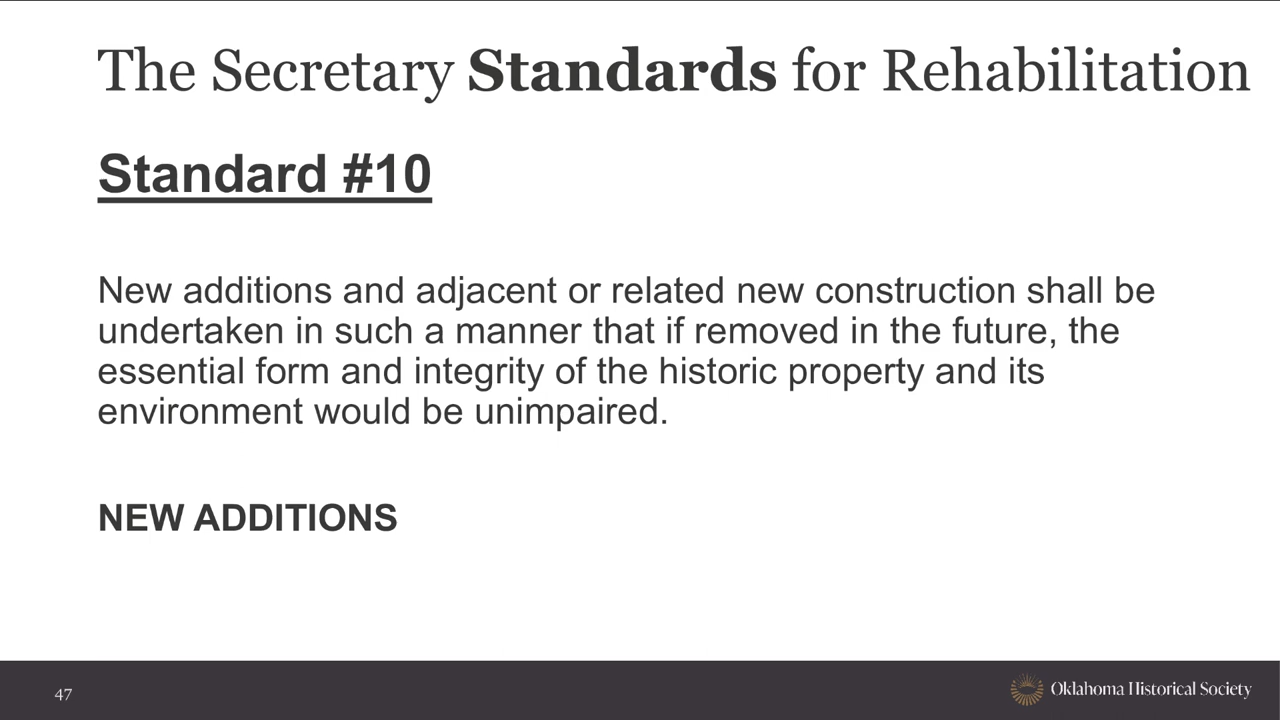 The Secretary Standards for Rehabilitation
Standard #10
New additions and adjacent or related new construction shall be
undertaken in such a manner that if removed in the future, the
essential form and integrity of the historic property and its
environment would be unimpaired.
NEW ADDITIONS
47
Oklahoma Historical Society